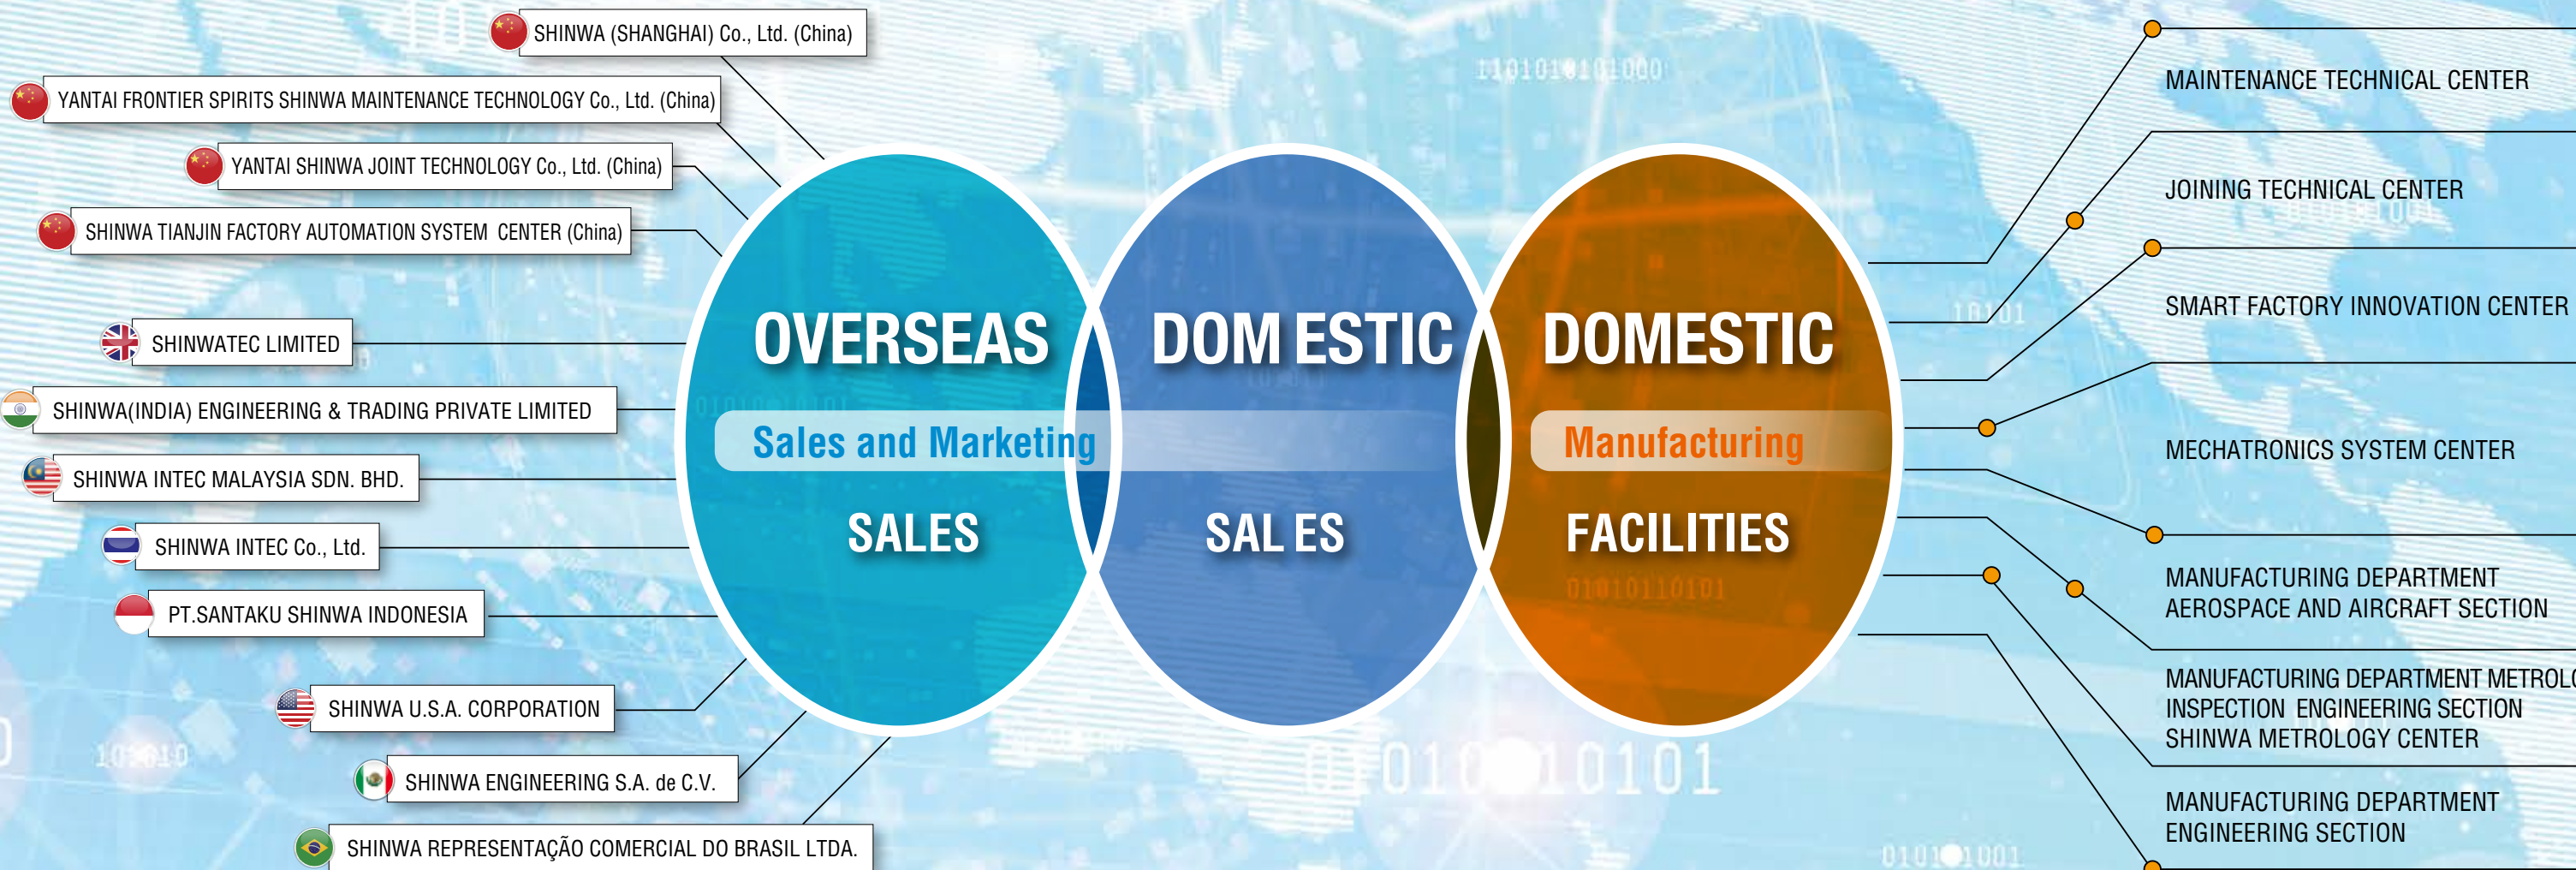 SHINWA (SHANGHAI) Co., Ltd. (China)
YANTAI FRONTIER SPIRITS SHINWA MAINTENANCE TECHNOLOGY Co., Ltd. (China)
YANTAI SHINWA JOINT TECHNOLOGY Co., Ltd. (China)
SHINWA TIANJIN FACTORY AUTOMATION SYSTEM CENTER (China)
SHINWATEC LIMITED
SHINWA(INDIA) ENGINEERING & TRADING PRIVATE LIMITED
SHINWA INTEC MALAYSIA SDN. BHD.
SHINWA INTEC Co., Ltd.
PT.SANTAKU SHINWA INDONESIA
SHINWA U.S.A. CORPORATION
SHINWA ENGINEERING S.A. de C.V.
SHINWA REPRESENTAÇÃO COMERCIAL DO BRASIL LTDA.
OVERSEAS
Sales and Marketing
SALES
DOM ESTIC
SAL ES
DOMESTIC
Manufacturing
FACILITIES
01010110101
MAINTENANCE TECHNICAL CENTER
JOINING TECHNICAL CENTER
SMART FACTORY INNOVATION CENTER
MECHATRONICS SYSTEM CENTER
MANUFACTURING DEPARTMENT
AEROSPACE AND AIRCRAFT SECTION
MANUFACTURING DEPARTMENT
INSPECTION ENGINEERING SECTION
SHINWA METROLOGY CENTER
MANUFACTURING DEPARTMENT
ENGINEERING SECTION